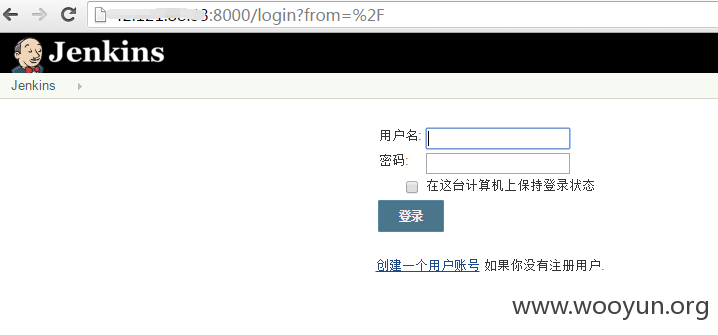 :8000/login?from=%2F
Jenkins
Jenkins
用户名:
密码:
在这台计算机上保持登录状态
登录
创建一个用户账号 如果你没有注册用户.
www.wooyun.org